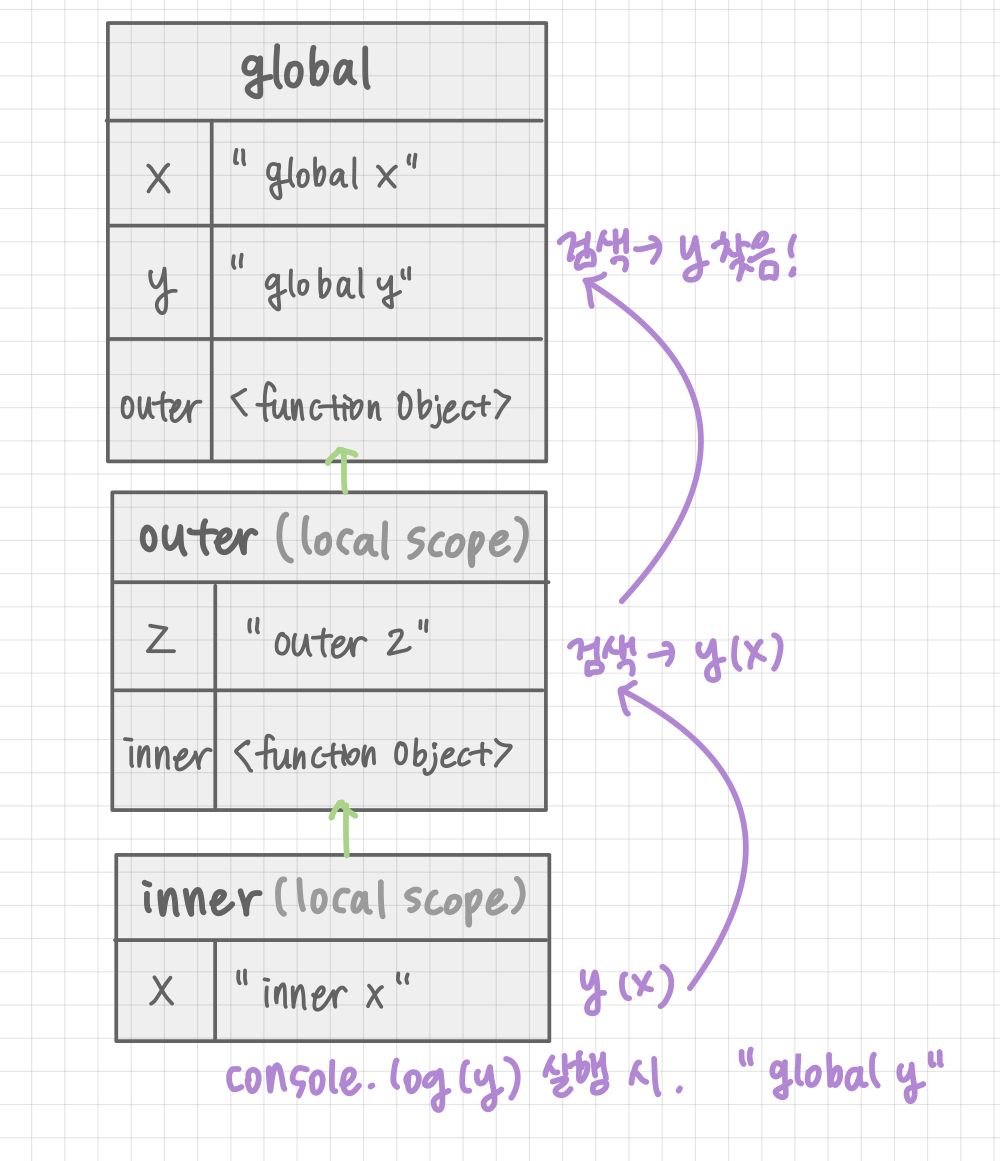 global
x "global x"
y "global y"
검색→ y 찾음!
outer <function Object>
outer (local scope)
z "outer z"
검색→ y(x)
inner <function Object>
inner (local scope)
x "inner x"
y (x)
console.log(y) 실행 시. "global y"